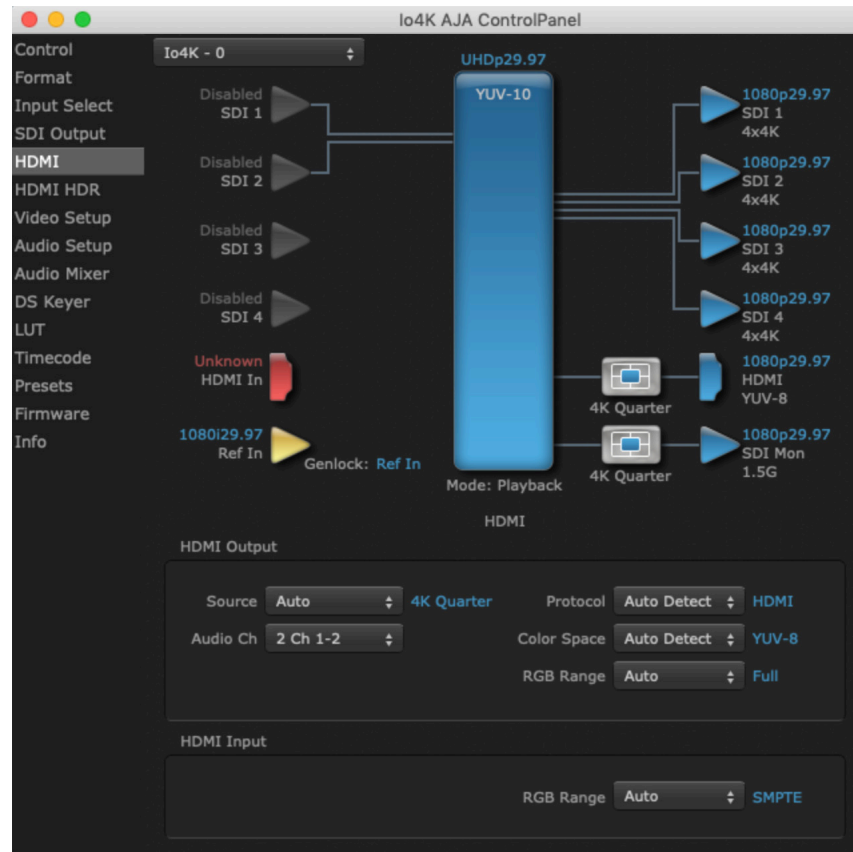 Io4K AJA ControlPanel
Control
Format
Input Select
SDI Output
HDMI
HDMI HDR
Video Setup
Audio Setup
Audio Mixer
DS Keyer
LUT
Timecode
Presets
Firmware
Info
Io4K - 0
UHDp29.97
YUV-10
Disabled
SDI 1
Disabled
SDI 2
Disabled
SDI 3
Disabled
SDI 4
Unknown
HDMI In
1080i29.97
Ref In
Genlock: Ref In
Mode: Playback
1080p29.97
SDI 1
4x4K
1080p29.97
SDI 2
4x4K
1080p29.97
SDI 3
4x4K
1080p29.97
SDI 4
4x4K
4K Quarter
1080p29.97
HDMI
YUV-8
4K Quarter
1080p29.97
SDI Mon
1.5G
HDMI
HDMI Output
Source Auto 4K Quarter Protocol Auto Detect HDMI
Audio Ch 2 Ch 1-2 Color Space Auto Detect YUV-8
RGB Range Auto Full
HDMI Input
RGB Range Auto SMPTE